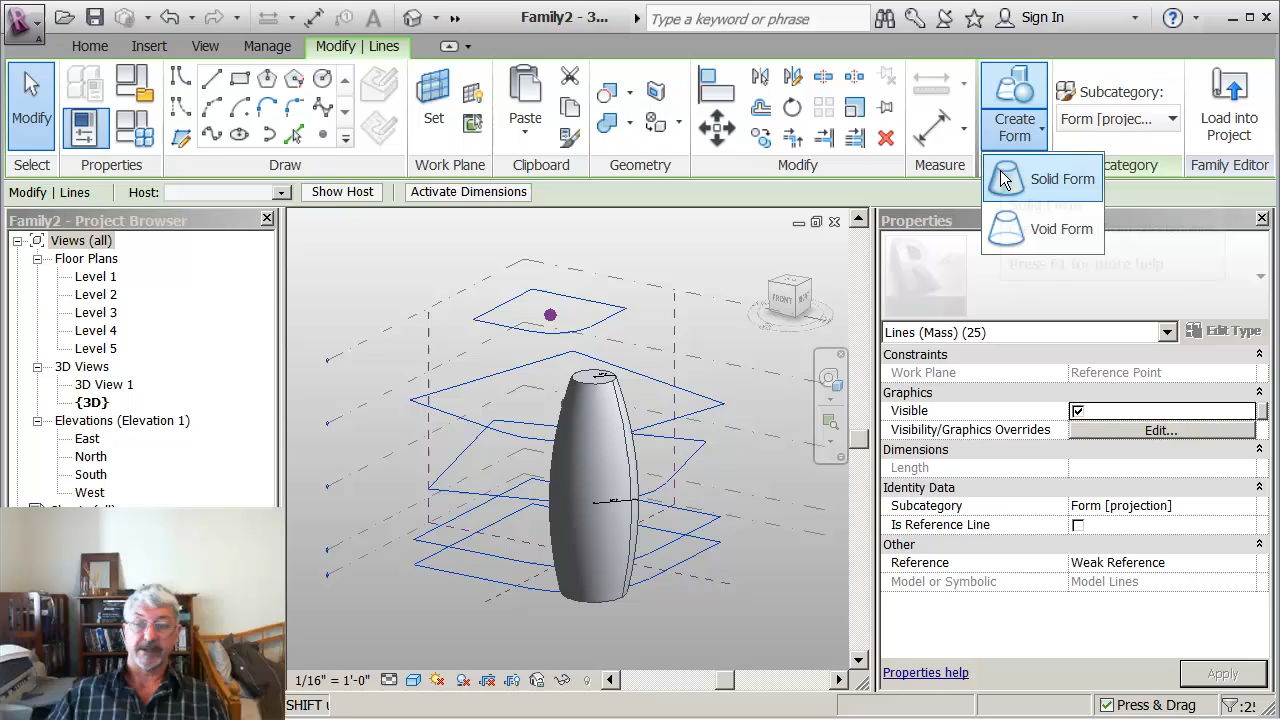 Family2 - 3...
Type a keyword or phrase
Sign In
Home Insert View Manage Modify | Lines
Modify
Set
Paste
Create Form
Subcategory:
Form [projec...
Load into Project
Select Properties Draw Work Plane Clipboard Geometry Modify Measure Family Editor
Solid Form
Void Form
Modify | Lines Host: Show Host Activate Dimensions
Family2 - Project Browser
Views (all)
Floor Plans
Level 1
Level 2
Level 3
Level 4
Level 5
3D Views
3D View 1
{3D}
Elevations (Elevation 1)
East
North
South
West
FRONT
Properties
Lines (Mass) (25)
Edit Type
Constraints
Work Plane Reference Point
Graphics
Visible
Visibility/Graphics Overrides Edit...
Dimensions
Length
Identity Data
Subcategory Form [projection]
Is Reference Line
Other
Reference Weak Reference
Model or Symbolic Model Lines
Properties help
Apply
1/16" = 1'-0"
Press & Drag